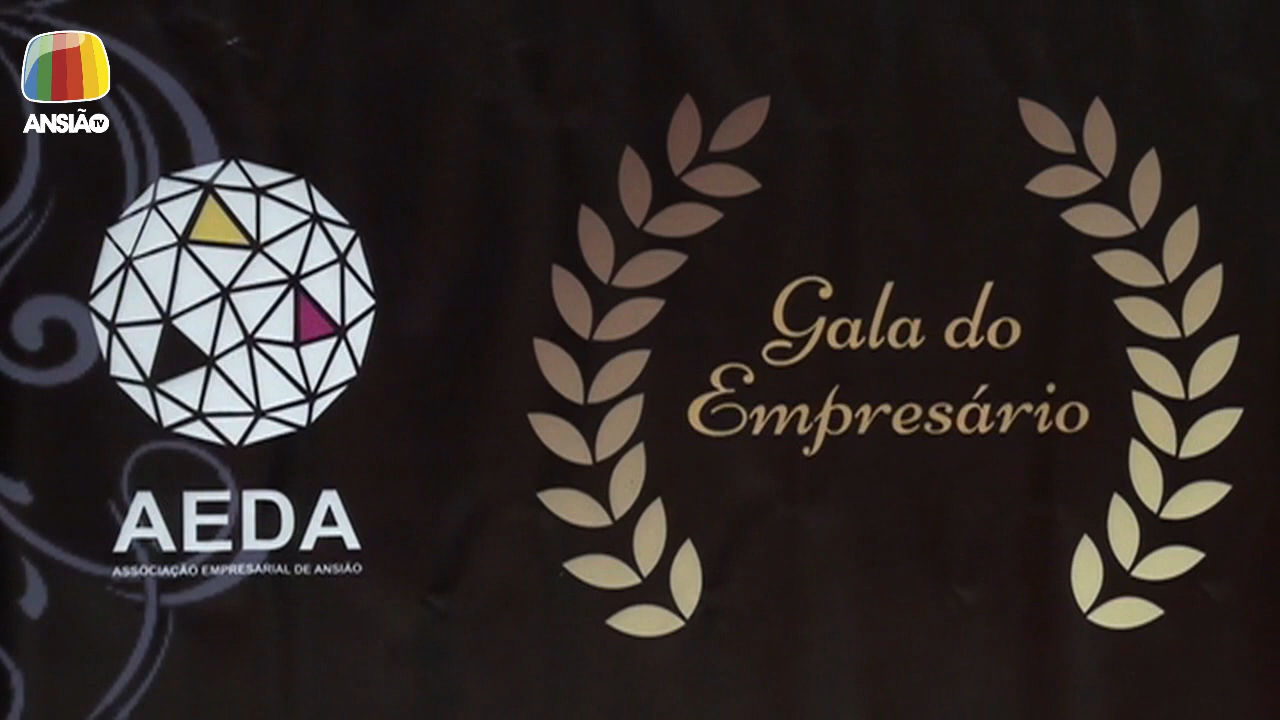 ANSIÃO TV
AEDA
ASSOCIAÇÃO EMPRESARIAL DE ANSIÃO
Gala do
Empresário